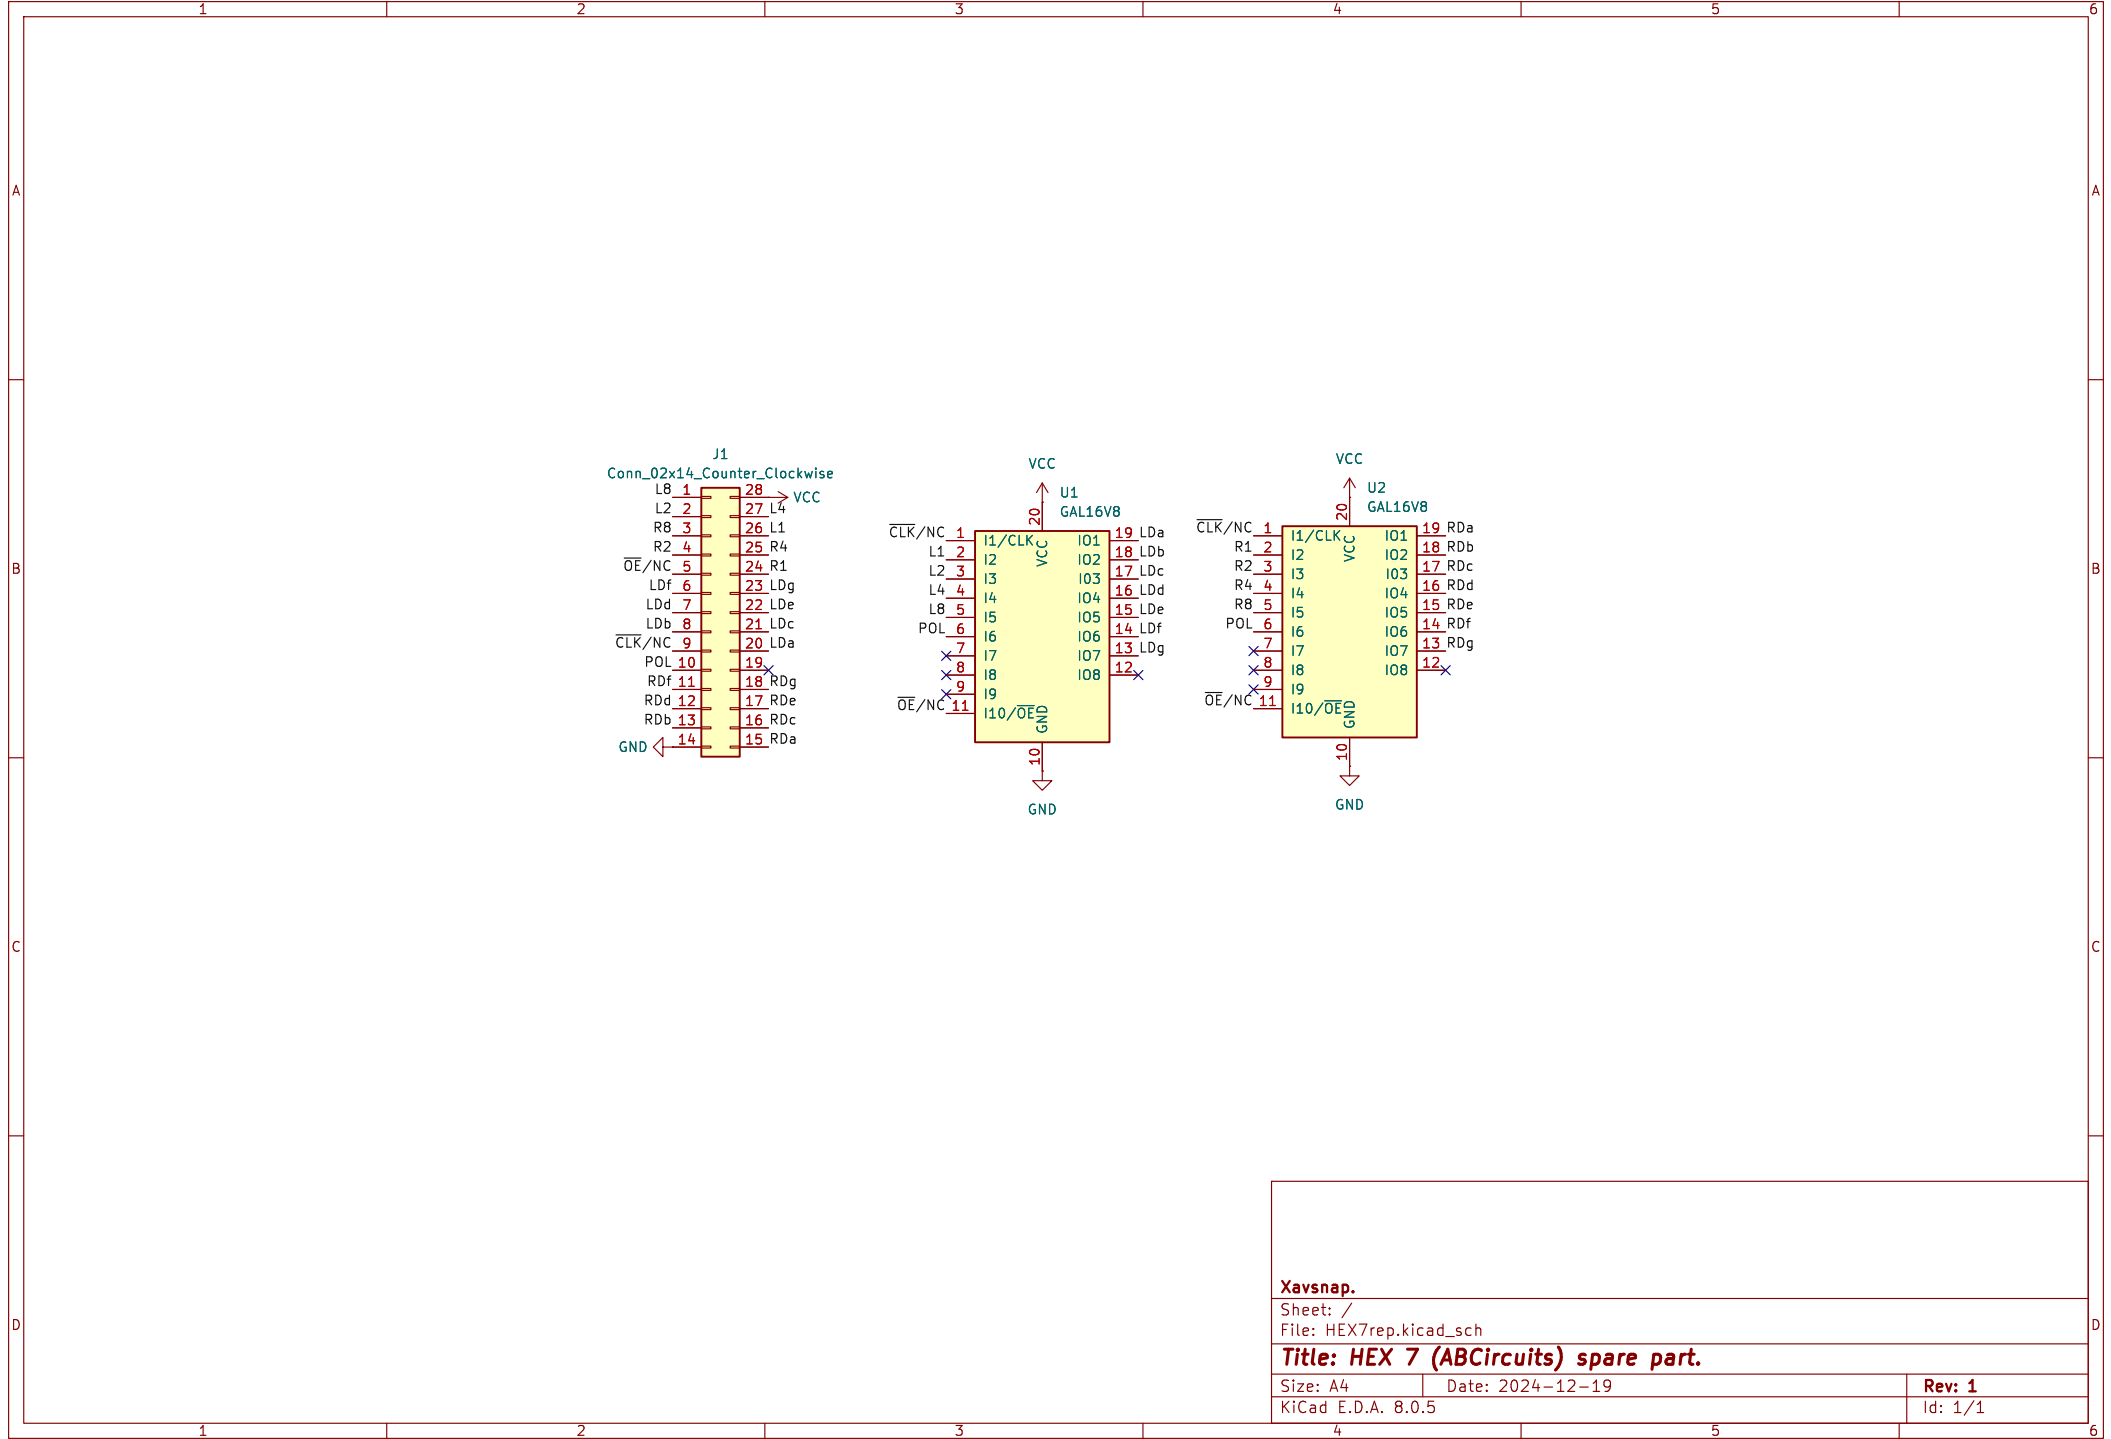 1 2 3 4 5 6
A A
B B
C C
D D
J1
Conn_02x14_Counter_Clockwise
L8 1 28 VCC
L2 2 27 L4
R8 3 26 L1
R2 4 25 R4
O̅E̅/NC 5 24 R1
LDf 6 23 LDg
LDd 7 22 LDe
LDb 8 21 LDc
C̅L̅K̅/NC 9 20 LDa
POL 10 19
RDf 11 18 RDg
RDd 12 17 RDe
RDb 13 16 RDc
GND 14 15 RDa
VCC
U1
GAL16V8
20
VCC
C̅L̅K̅/NC 1 I1/CLK IO1 19 LDa
L1 2 I2 IO2 18 LDb
L2 3 I3 I03 17 LDc
L4 4 I4 IO4 16 LDd
L8 5 I5 IO5 15 LDe
POL 6 I6 IO6 14 LDf
7 I7 IO7 13 LDg
8 I8 IO8 12
9 I9
O̅E̅/NC 11 I10/O̅E̅
GND
10
GND
VCC
U2
GAL16V8
20
VCC
C̅L̅K̅/NC 1 I1/CLK IO1 19 RDa
R1 2 I2 IO2 18 RDb
R2 3 I3 I03 17 RDc
R4 4 I4 IO4 16 RDd
R8 5 I5 IO5 15 RDe
POL 6 I6 IO6 14 RDf
7 I7 IO7 13 RDg
8 I8 IO8 12
9 I9
O̅E̅/NC 11 I10/O̅E̅
GND
10
GND
Xavsnap.
Sheet: /
File: HEX7rep.kicad_sch
Title: HEX 7 (ABCircuits) spare part.
Size: A4 Date: 2024-12-19 Rev: 1
KiCad E.D.A. 8.0.5 Id: 1/1
1 2 3 4 5 6